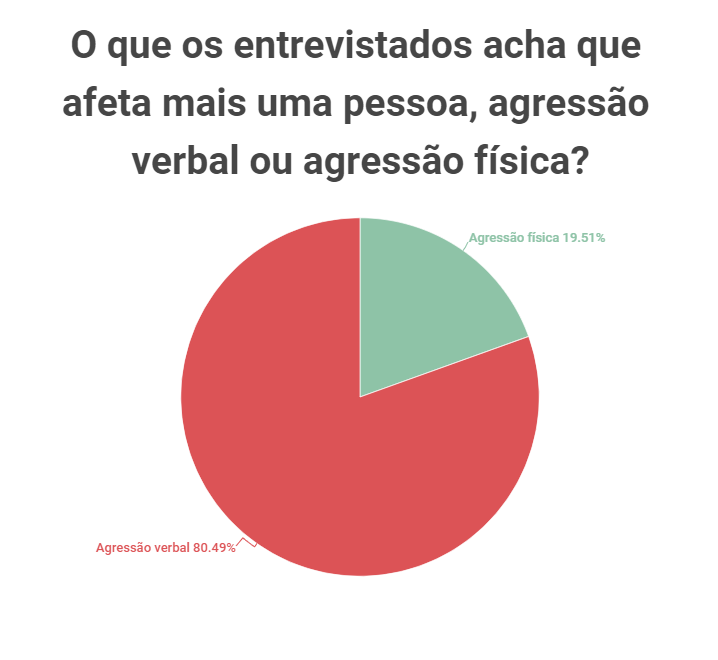 O que os entrevistados acha que
afeta mais uma pessoa, agressão
verbal ou agressão física?
Agressão física 19.51%
Agressão verbal 80.49%